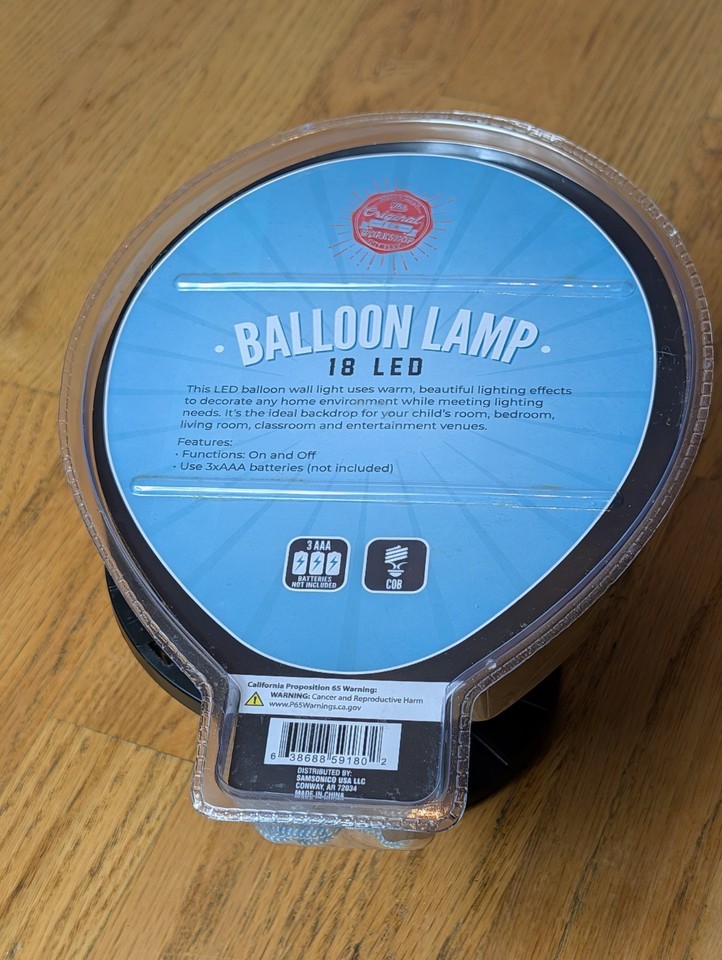 The
Original
WORKSHOP
BALLOON LAMP
18 LED
This LED balloon wall light uses warm, beautiful lighting effects
to decorate any home environment while meeting lighting
needs. It's the ideal backdrop for your child's room, bedroom,
living room, classroom and entertainment venues.
Features:
• Functions: On and Off
• Use 3xAAA batteries (not included)
3 AAA
BATTERIES
NOT INCLUDED
COB
California Proposition 65 Warning:
WARNING: Cancer and Reproductive Harm
www.P65Warnings.ca.gov
6 38688 59180 2
DISTRIBUTED BY:
SAMSONICO USA LLC
CONWAY, AR 72034
MADE IN CHINA